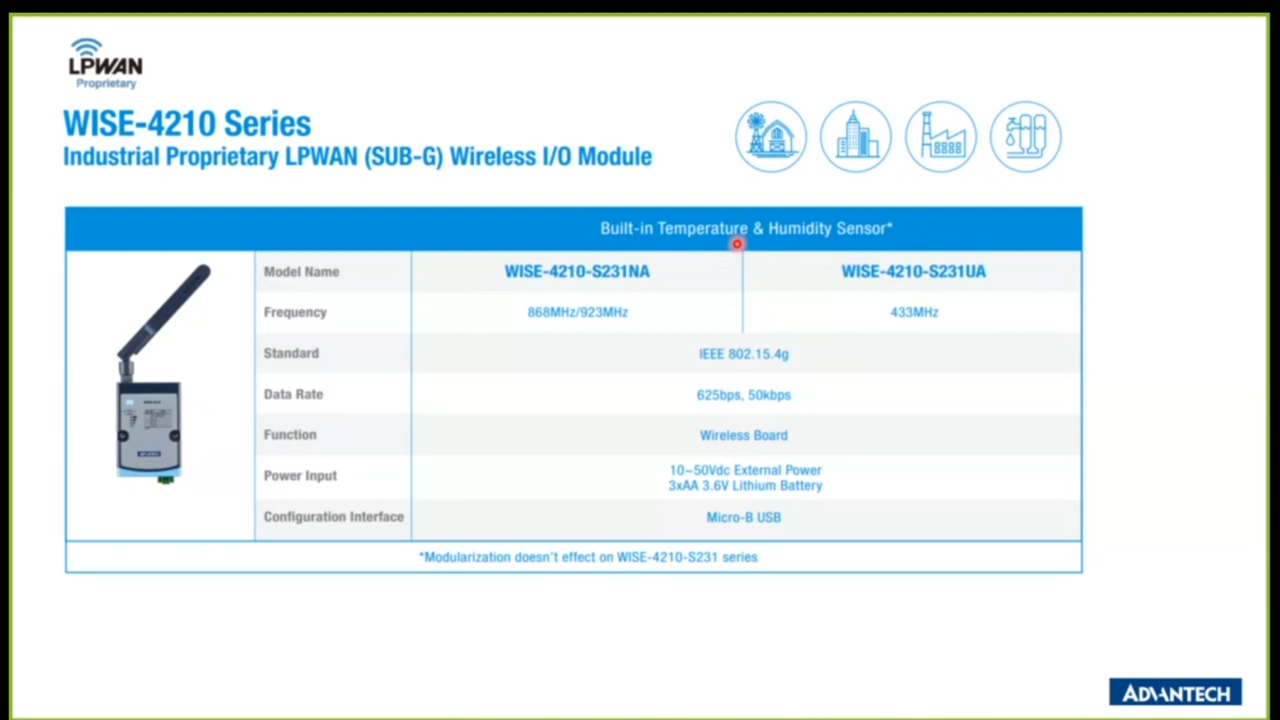 LPWAN
Proprietary
WISE-4210 Series
Industrial Proprietary LPWAN (SUB-G) Wireless I/O Module
Built-in Temperature & Humidity Sensor*
Model Name WISE-4210-S231NA WISE-4210-S231UA
Frequency 868MHz/923MHz 433MHz
Standard IEEE 802.15.4g
Data Rate 625bps, 50kbps
Function Wireless Board
Power Input 10~50Vdc External Power
3xAA 3.6V Lithium Battery
Configuration Interface Micro-B USB
*Modularization doesn't effect on WISE-4210-S231 series
ADVANTECH